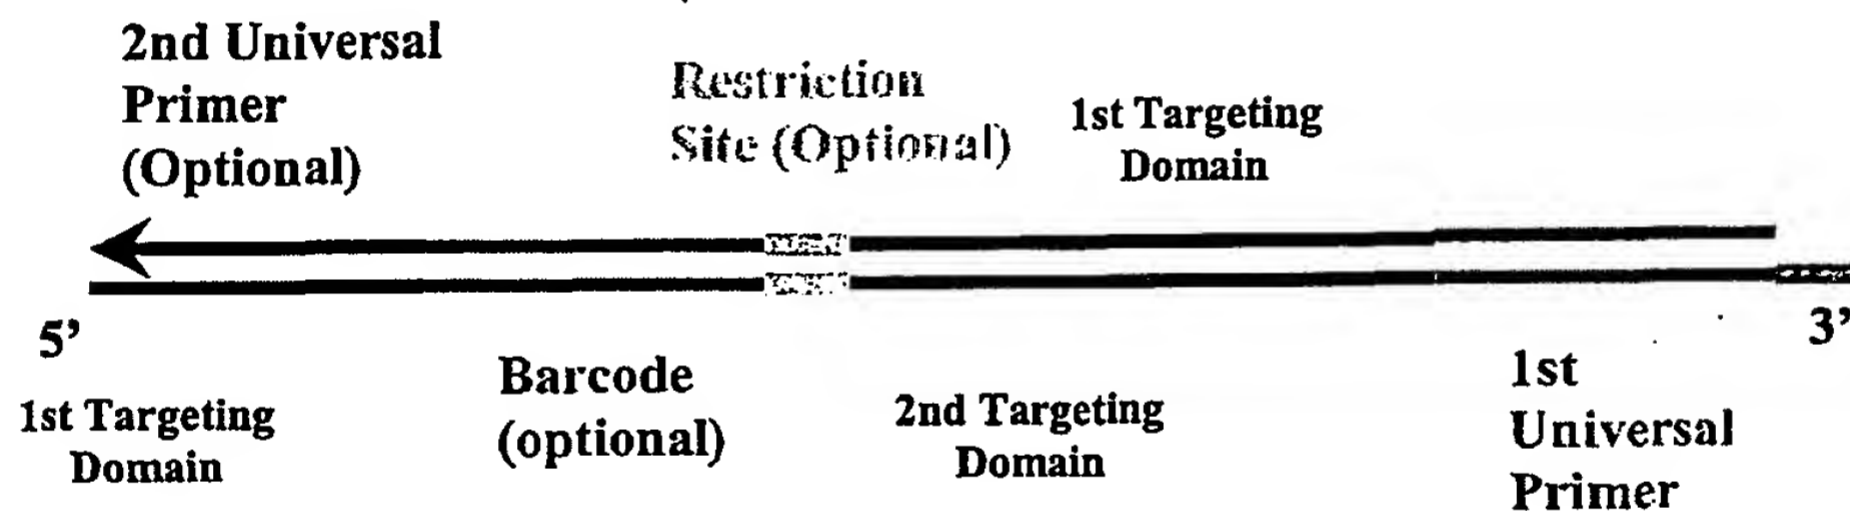 2nd Universal
Primer
(Optional)
Restriction
Site (Optional)
1st Targeting
Domain
5’
3’
1st Targeting
Domain
Barcode
(optional)
2nd Targeting
Domain
1st
Universal
Primer